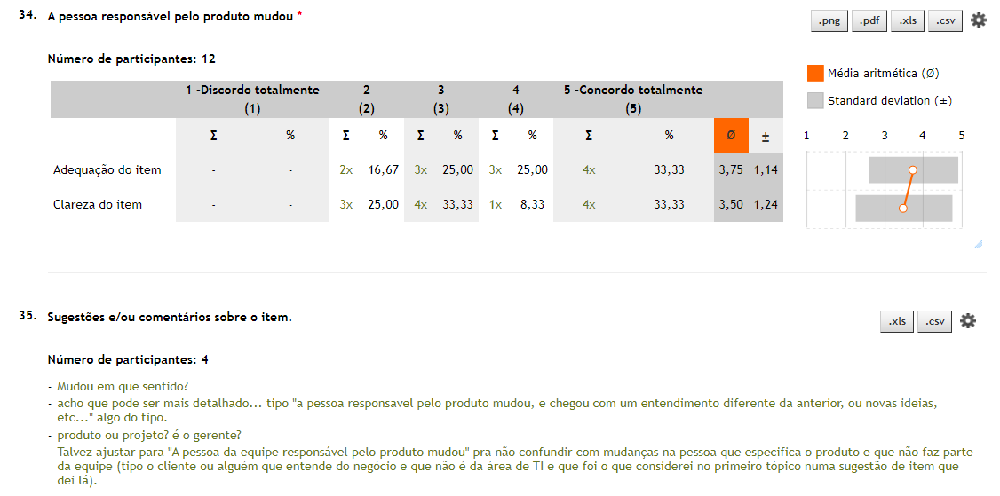 34. A pessoa responsável pelo produto mudou *
.png .pdf .xls .csv
Número de participantes: 12
Média aritmética (Ø)
Standard deviation (±)
1 -Discordo totalmente 2 3 4 5 -Concordo totalmente
(1) (2) (3) (4) (5)
Σ % Σ % Σ % Σ % Σ % Ø ± 1 2 3 4 5
Adequação do item - - 2x 16,67 3x 25,00 3x 25,00 4x 33,33 3,75 1,14
Clareza do item - - 3x 25,00 4x 33,33 1x 8,33 4x 33,33 3,50 1,24
35. Sugestões e/ou comentários sobre o item.
.xls .csv
Número de participantes: 4
- Mudou em que sentido?
- acho que pode ser mais detalhado... tipo "a pessoa responsavel pelo produto mudou, e chegou com um entendimento diferente da anterior, ou novas ideias,
etc..." algo do tipo.
- produto ou projeto? é o gerente?
- Talvez ajustar para "A pessoa da equipe responsável pelo produto mudou" pra não confundir com mudanças na pessoa que especifica o produto e que não faz parte
da equipe (tipo o cliente ou alguém que entende do negócio e que não é da área de TI e que foi o que considerei no primeiro tópico numa sugestão de item que
dei lá).